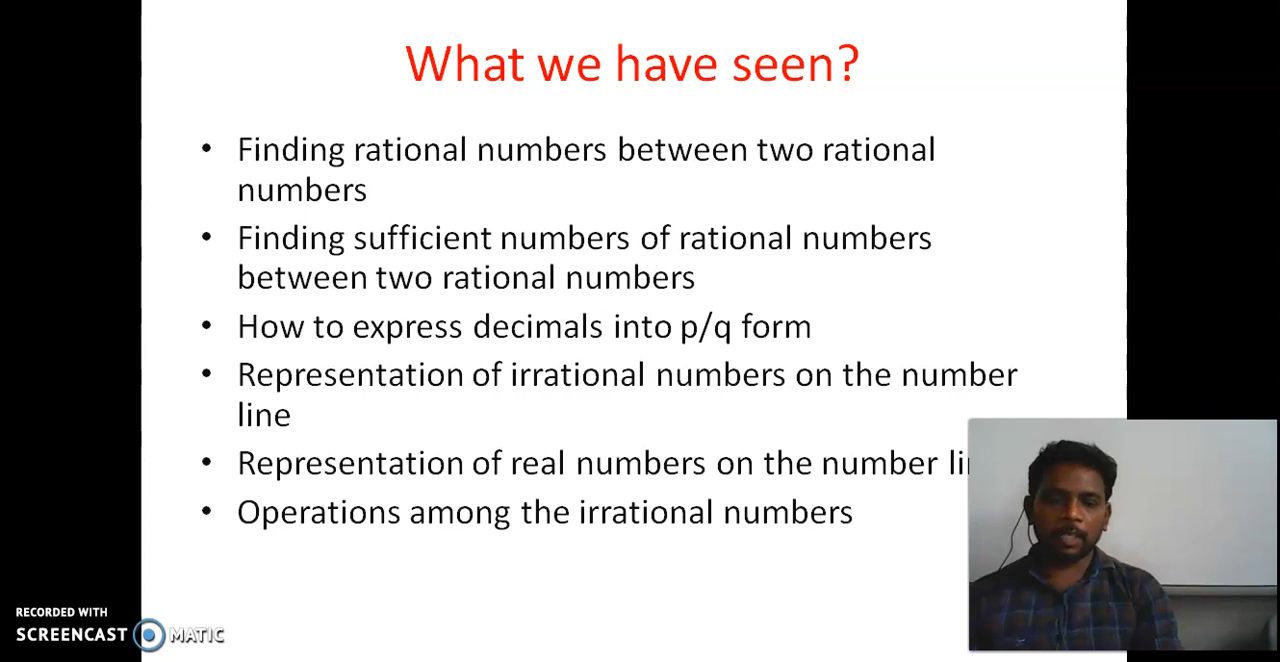 What we have seen?
• Finding rational numbers between two rational
numbers
• Finding sufficient numbers of rational numbers
between two rational numbers
• How to express decimals into p/q form
• Representation of irrational numbers on the number
line
• Representation of real numbers on the number
• Operations among the irrational numbers
RECORDED WITH
SCREENCAST MATIC